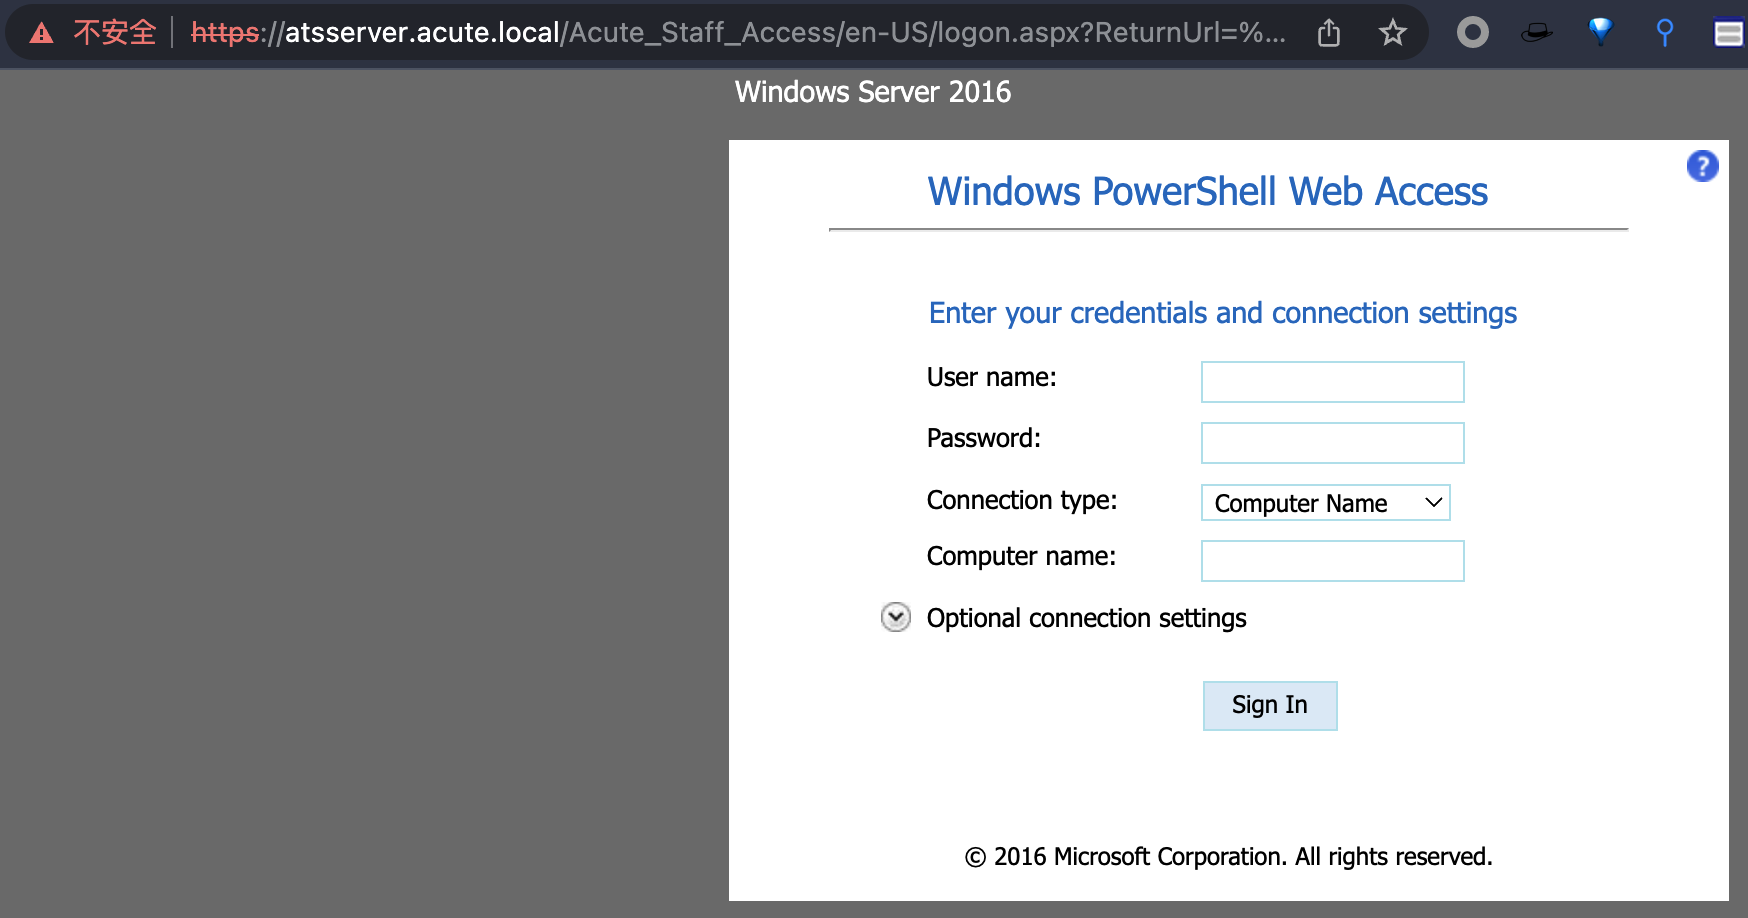 不安全 https://atsserver.acute.local/Acute_Staff_Access/en-US/logon.aspx?ReturnUrl=%...
Windows Server 2016
?
Windows PowerShell Web Access
Enter your credentials and connection settings
User name:
Password:
Connection type: Computer Name
Computer name:
Optional connection settings
Sign In
© 2016 Microsoft Corporation. All rights reserved.